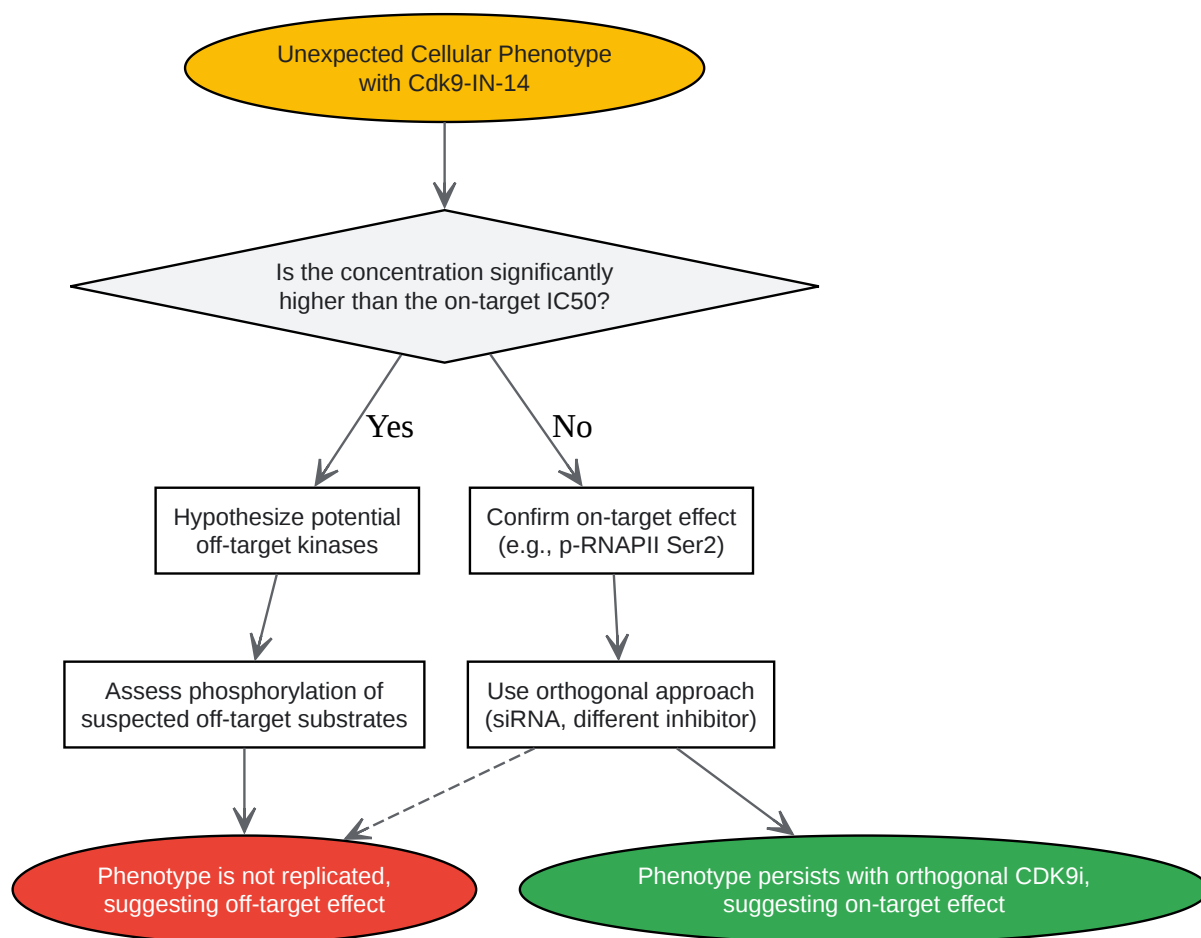 Unexpected Cellular Phenotype
with Cdk9-IN-14
Is the concentration significantly
higher than the on-target IC50?
Yes
No
Hypothesize potential
off-target kinases
Confirm on-target effect
(e.g., p-RNAPII Ser2)
Assess phosphorylation of
suspected off-target substrates
Use orthogonal approach
(siRNA, different inhibitor)
Phenotype is not replicated,
suggesting off-target effect
Phenotype persists with orthogonal CDK9i,
suggesting on-target effect